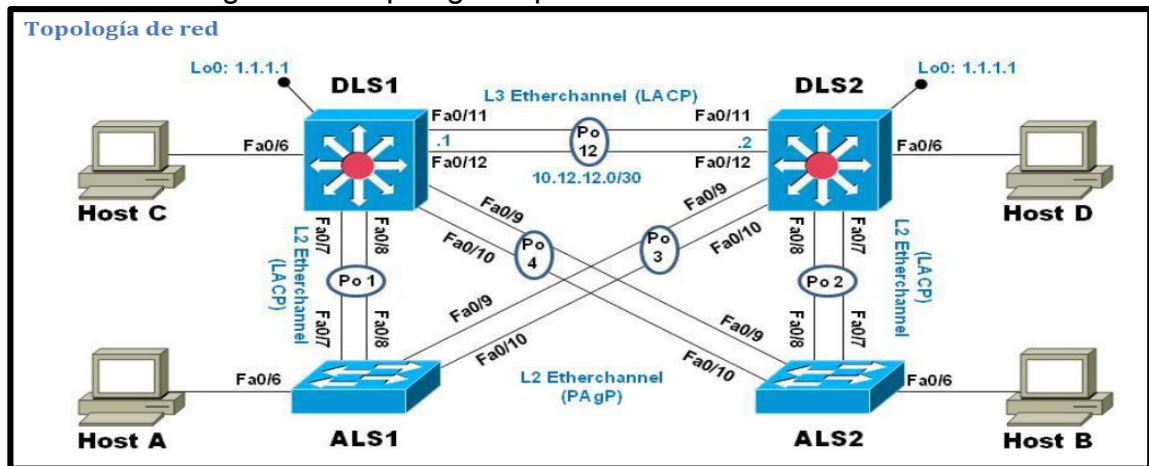 Topología de red
Lo0: 1.1.1.1
DLS1
DLS2
Lo0: 1.1.1.1
L3 Etherchannel (LACP)
Fa0/11
Fa0/11
Fa0/6
.1
Po
12
.2
Fa0/6
Fa0/12
Fa0/12
10.12.12.0/30
Host C
Host D
Fa0/9
Fa0/9
Fa0/10
Fa0/10
Fa0/7
Fa0/8
Po
4
Po
3
Fa0/8
Fa0/7
L2 Etherchannel
(LACP)
Po 1
Po 2
L2 Etherchannel
(LACP)
Fa0/7
Fa0/8
Fa0/9
Fa0/10
Fa0/9
Fa0/10
Fa0/8
Fa0/7
Fa0/6
L2 Etherchannel
(PAgP)
Fa0/6
Host A
ALS1
ALS2
Host B